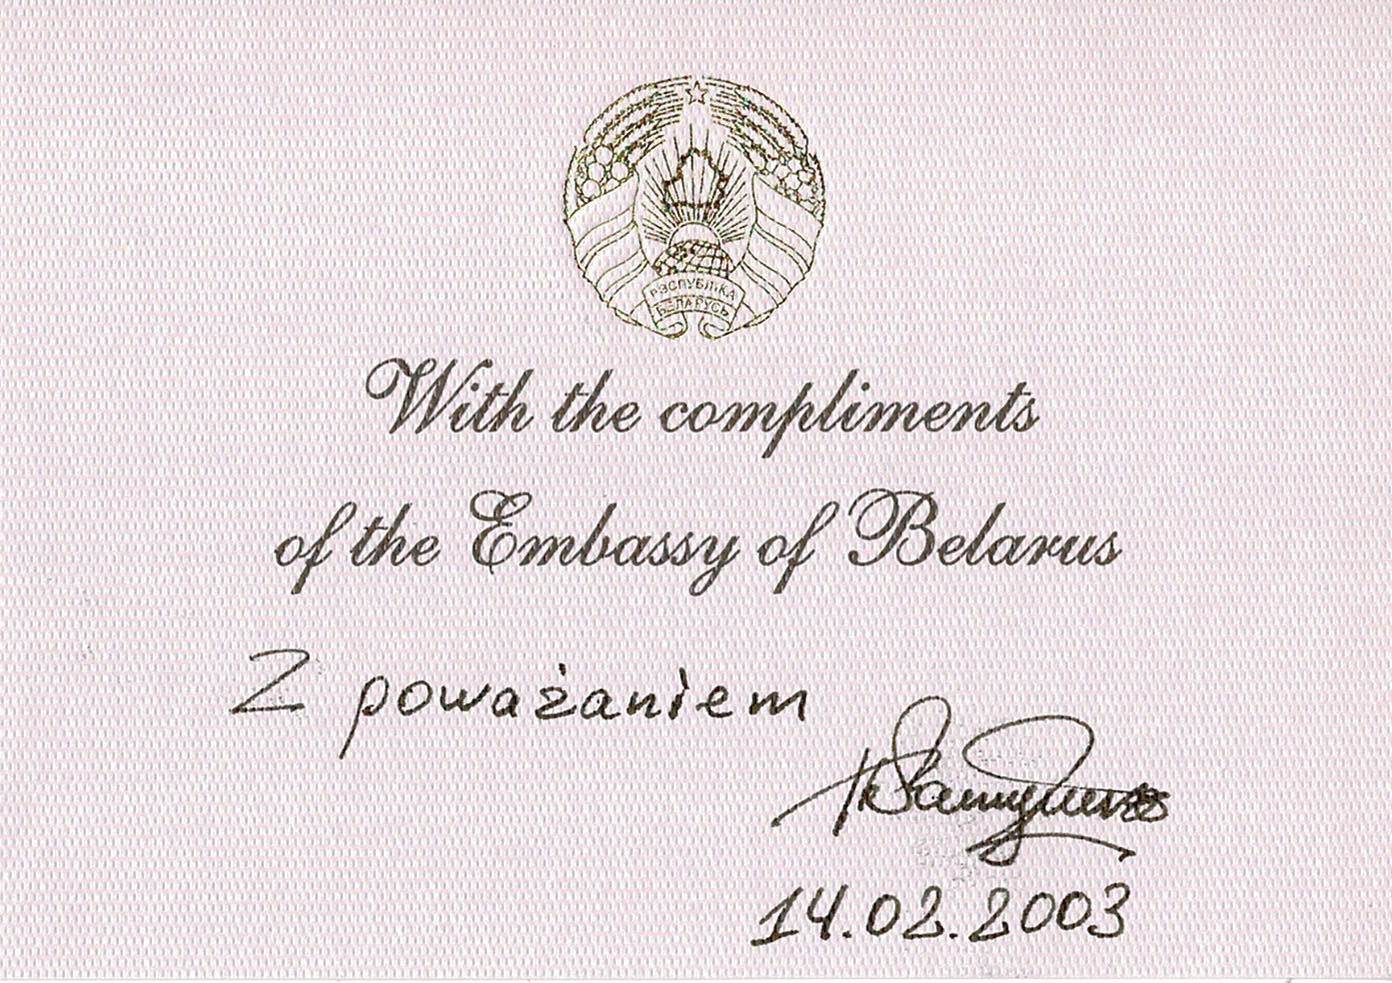 РЭСПУБЛІКА
БЕЛАРУСЬ
With the compliments
of the Embassy of Belarus
Z poważaniem
14.02.2003